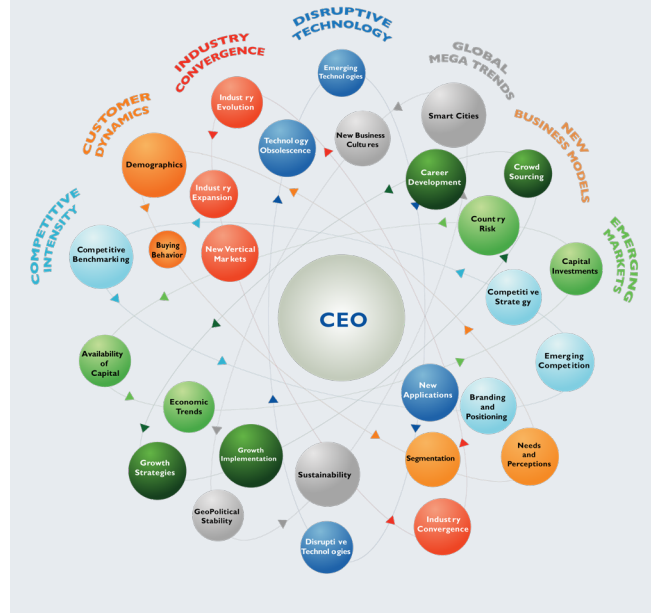 DISRUPTIVE
TECHNOLOGY
INDUSTRY
CONVERGENCE
GLOBAL
MEGA TRENDS
CUSTOMER
DYNAMICS
NEW
BUSINESS MODELS
COMPETITIVE
INTENSITY
EMERGING
MARKETS
Emerging
Technologies
Industry
Evolution
Smart Cities
Technology
Obsolescence
New Business
Cultures
Demographics
Career
Development
Crowd
Sourcing
Industry
Expansion
Country
Risk
Competitive
Benchmarking
Buying
Behavior
New Vertical
Markets
Capital
Investments
Competitive
Strategy
CEO
Availability
of
Capital
Emerging
Competition
New
Applications
Economic
Trends
Branding
and
Positioning
Growth
Strategies
Growth
Implementation
Sustainability
Segmentation
Needs
and
Perceptions
GeoPolitical
Stability
Industry
Convergence
Disruptive
Technologies